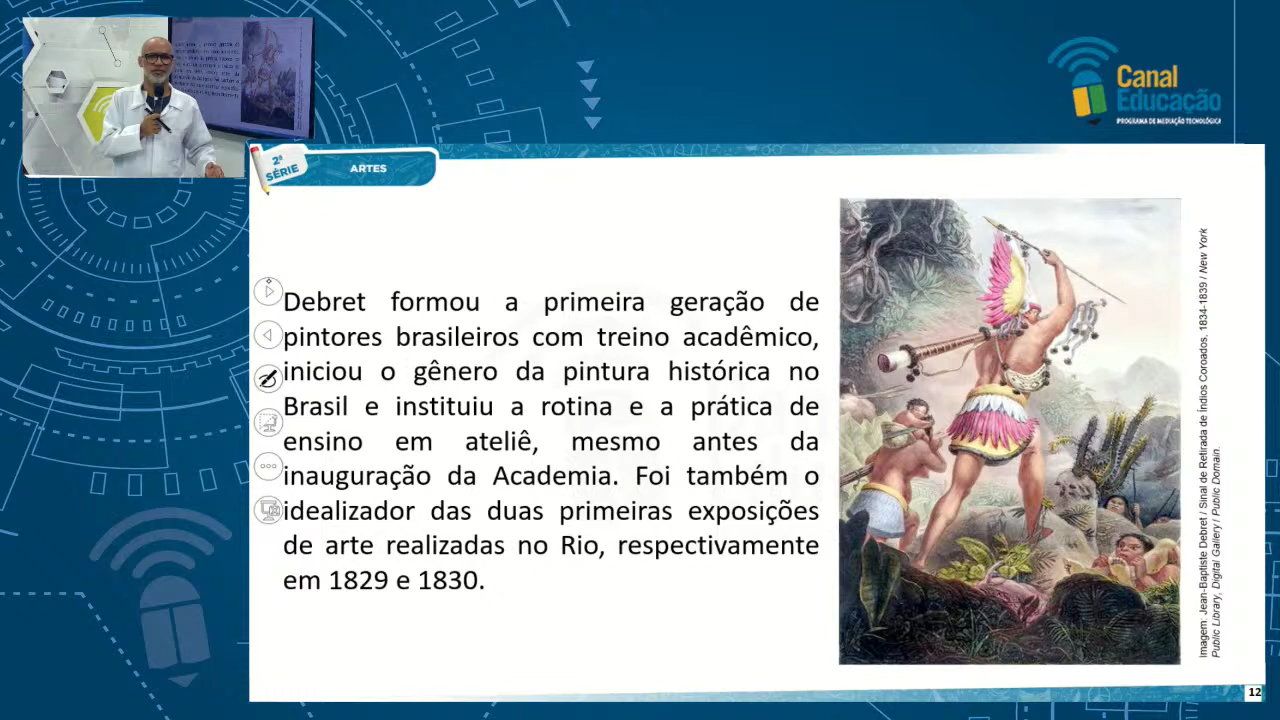 Canal
Educação
PROGRAMA DE MEDIAÇÃO TECNOLÓGICA
2ª
SÉRIE
ARTES
Debret formou a primeira geração de
pintores brasileiros com treino acadêmico,
iniciou o gênero da pintura histórica no
Brasil e instituiu a rotina e a prática de
ensino em ateliê, mesmo antes da
inauguração da Academia. Foi também o
idealizador das duas primeiras exposições
de arte realizadas no Rio, respectivamente
em 1829 e 1830.
Imagem: Jean-Baptiste Debret / Sinal de Retirada de Índios Coroados, 1834-1839 / New York
Public Library, Digital Gallery / Public Domain.
12